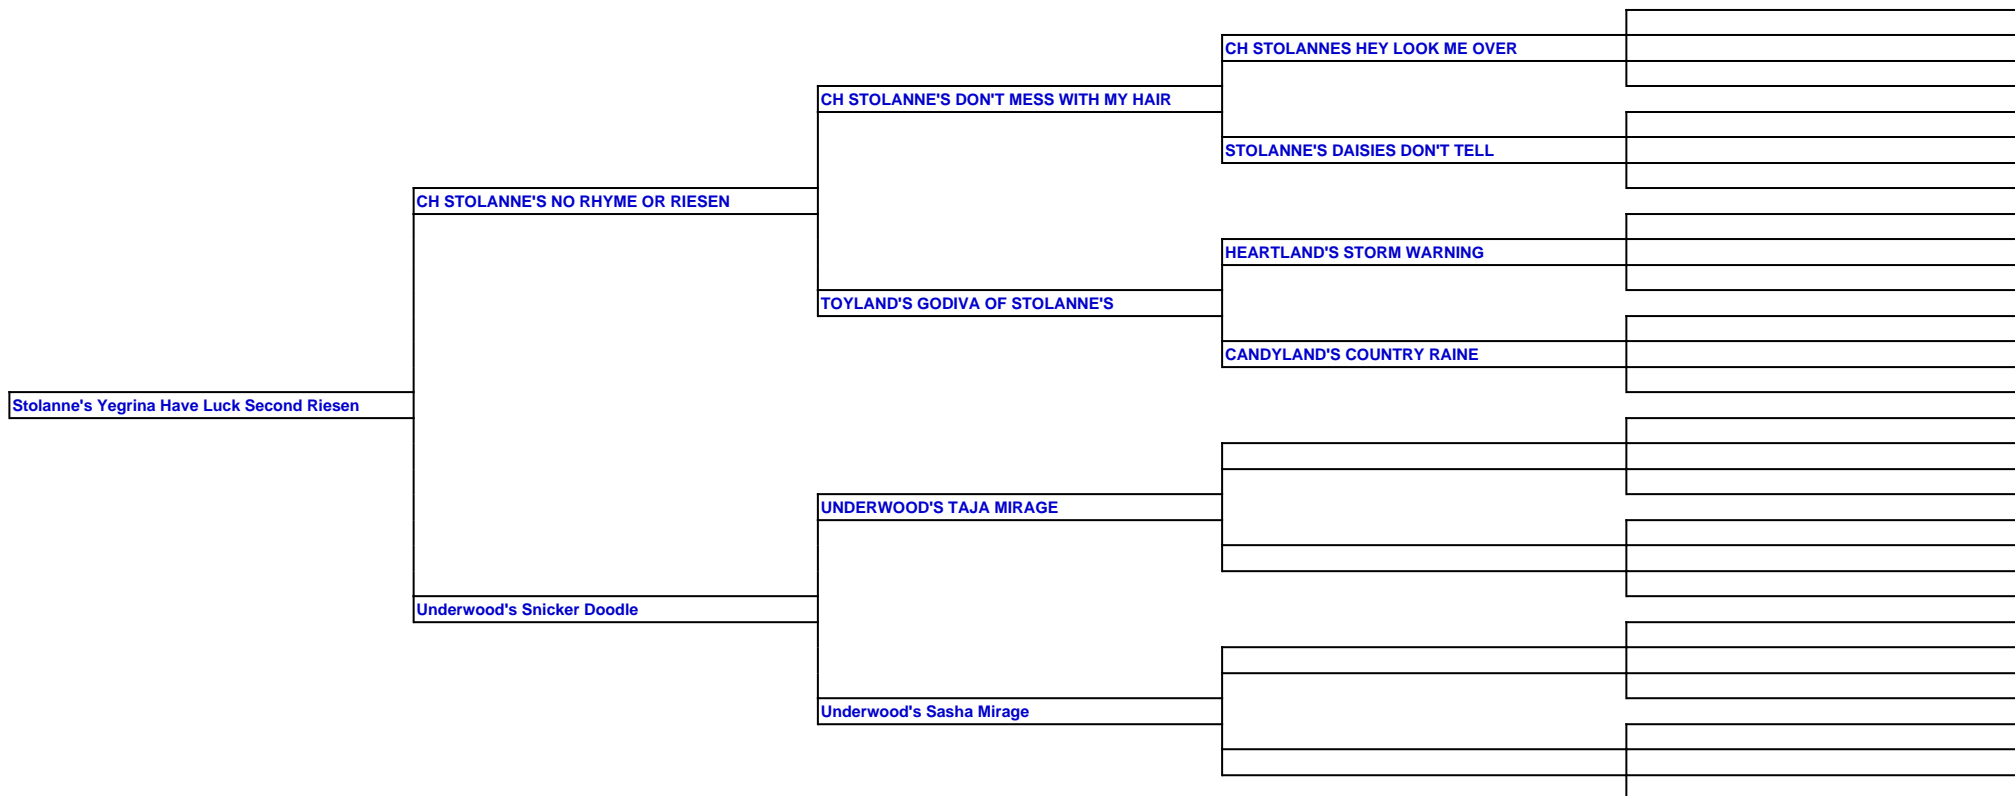 CH STOLANNES HEY LOOK ME OVER
CH STOLANNE'S DON'T MESS WITH MY HAIR
STOLANNE'S DAISIES DON'T TELL
CH STOLANNE'S NO RHYME OR RIESEN
HEARTLAND'S STORM WARNING
TOYLAND'S GODIVA OF STOLANNE'S
CANDYLAND'S COUNTRY RAINE
Stolanne's Yegrina Have Luck Second Riesen
UNDERWOOD'S TAJA MIRAGE
Underwood's Snicker Doodle
Underwood's Sasha Mirage